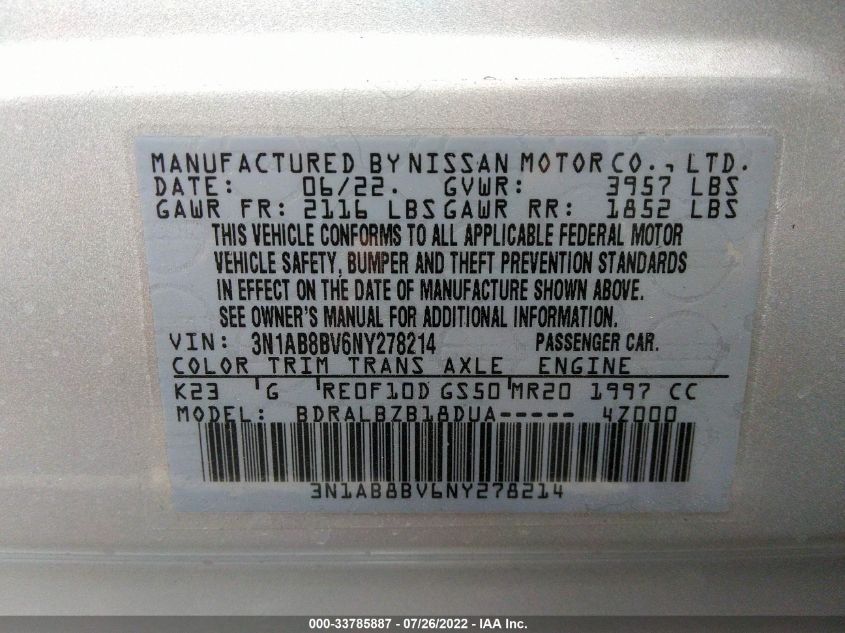 MANUFACTURED BY NISSAN MOTOR CO., LTD.
DATE: 06/22. GVWR: 3957 LBS
GAWR FR: 2116 LBS GAWR RR: 1852 LBS
THIS VEHICLE CONFORMS TO ALL APPLICABLE FEDERAL MOTOR
VEHICLE SAFETY, BUMPER AND THEFT PREVENTION STANDARDS
IN EFFECT ON THE DATE OF MANUFACTURE SHOWN ABOVE.
SEE OWNER'S MANUAL FOR ADDITIONAL INFORMATION.
VIN: 3N1AB8BV6NY278214 PASSENGER CAR.
COLOR TRIM TRANS AXLE ENGINE
K23 'G RE0F10D GS50 MR20 1997 CC
MODEL: BDRALBZB18DUA----- 4Z000
3N1AB8BV6NY278214
000-33785887 - 07/26/2022 - IAA Inc.